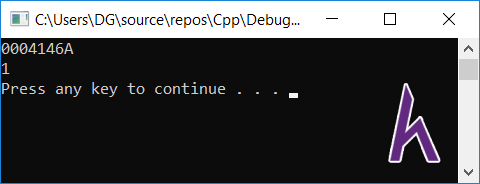 C:\Users\DG\source\repos\Cpp\Debug...
0004146A
1
Press any key to continue . . .